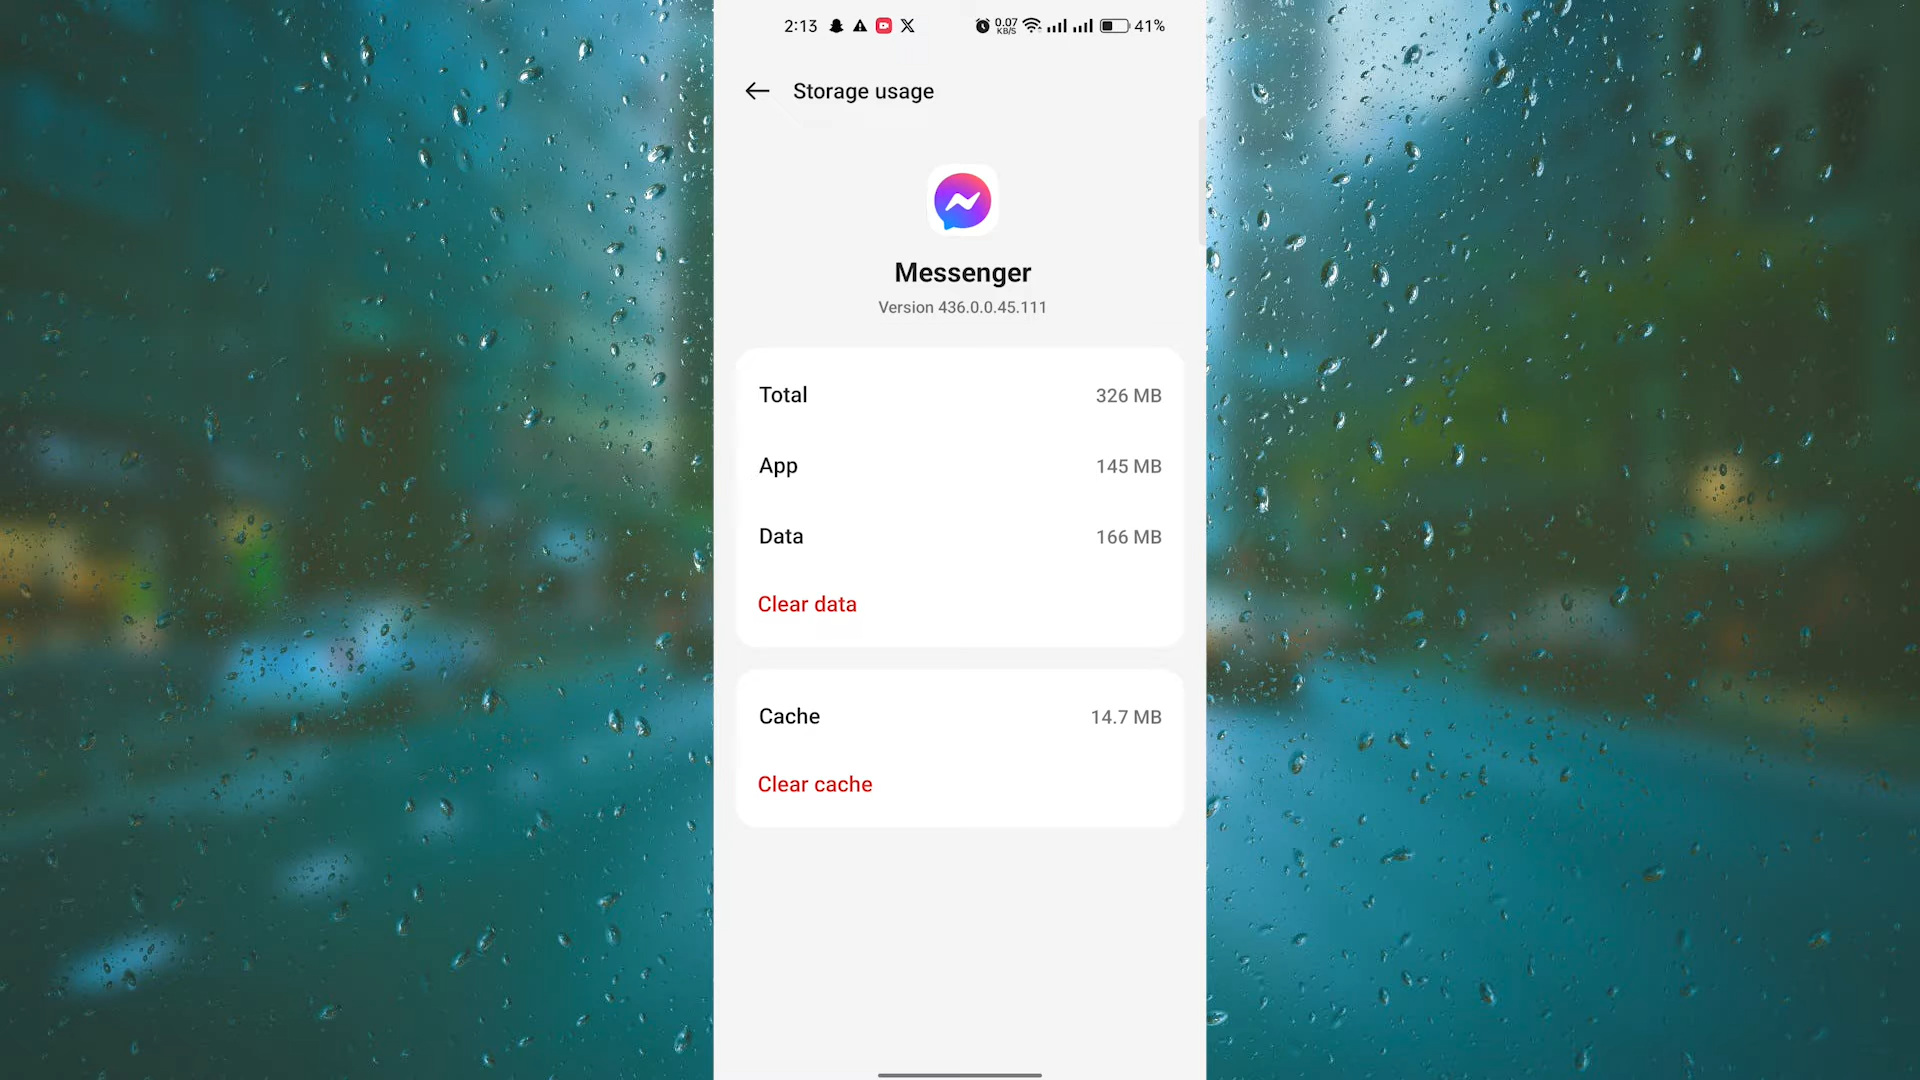 2:13 0.07 KB/S 41%
Storage usage
Messenger
Version 436.0.0.45.111
Total 326 MB
App 145 MB
Data 166 MB
Clear data
Cache 14.7 MB
Clear cache